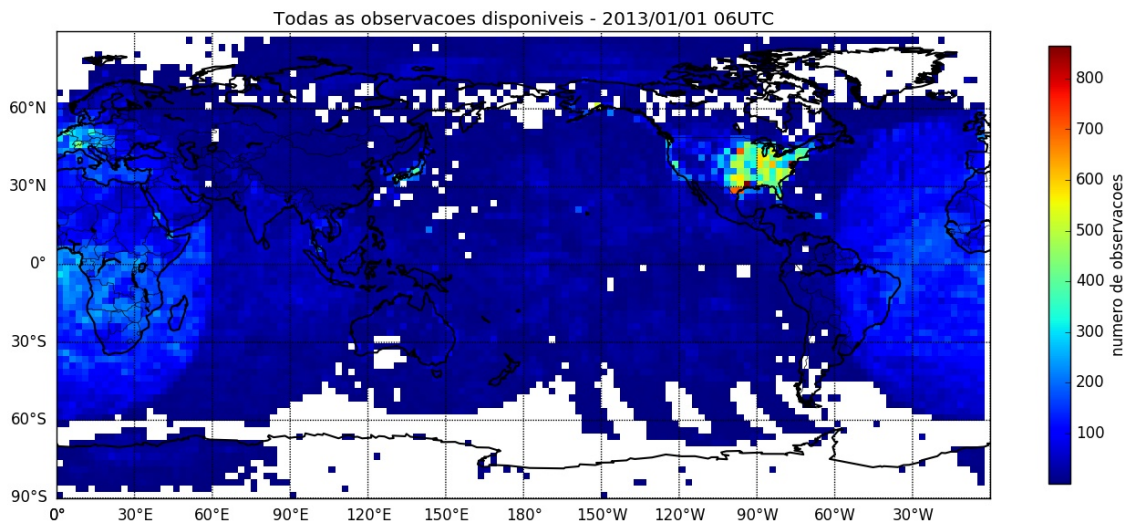 Todas as observacoes disponiveis - 2013/01/01 06UTC
60°N
30°N
0°
30°S
60°S
90°S
0°
30°E
60°E
90°E
120°E
150°E
180°
150°W
120°W
90°W
60°W
30°W
800
700
600
500
400
300
200
100
numero de observacoes